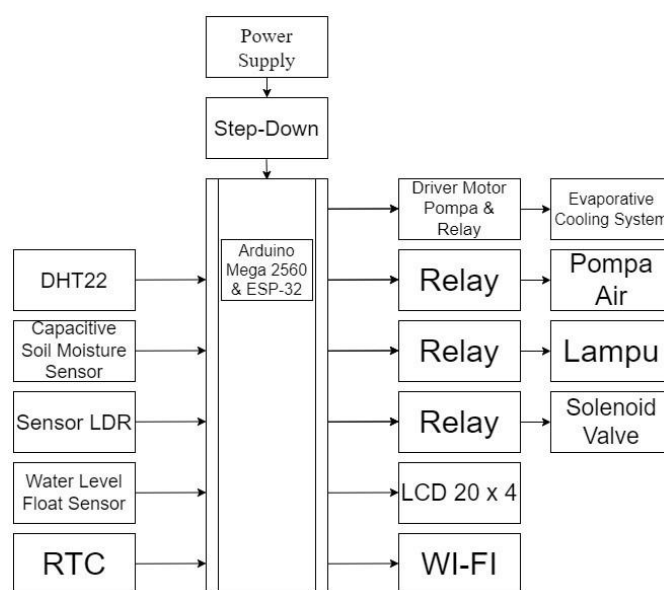 Power
Supply
Step-Down
Arduino
Mega 2560
& ESP-32
DHT22
Capacitive
Soil Moisture
Sensor
Sensor LDR
Water Level
Float Sensor
RTC
Driver Motor
Pompa &
Relay
Evaporative
Cooling System
Relay
Pompa
Air
Relay
Lampu
Relay
Solenoid
Valve
LCD 20 x 4
WI-FI